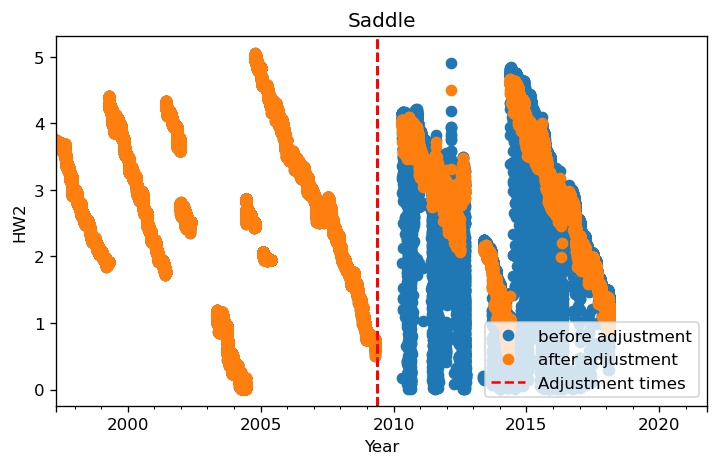 Saddle
HW2
5
4
3
2
1
0
2000 2005 2010 2015 2020
Year
before adjustment
after adjustment
Adjustment times